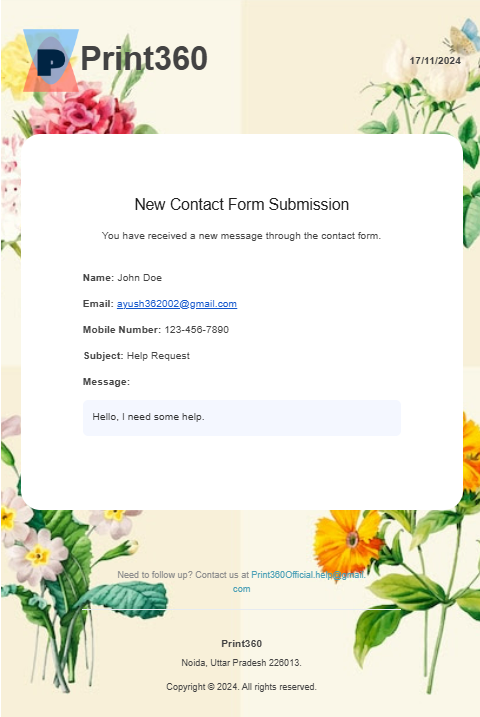 P
Print360
17/11/2024
New Contact Form Submission
You have received a new message through the contact form.
Name: John Doe
Email: ayush362002@gmail.com
Mobile Number: 123-456-7890
Subject: Help Request
Message:
Hello, I need some help.
Need to follow up? Contact us at Print360Official.help@gmail.
com
Print360
Noida, Uttar Pradesh 226013.
Copyright © 2024. All rights reserved.